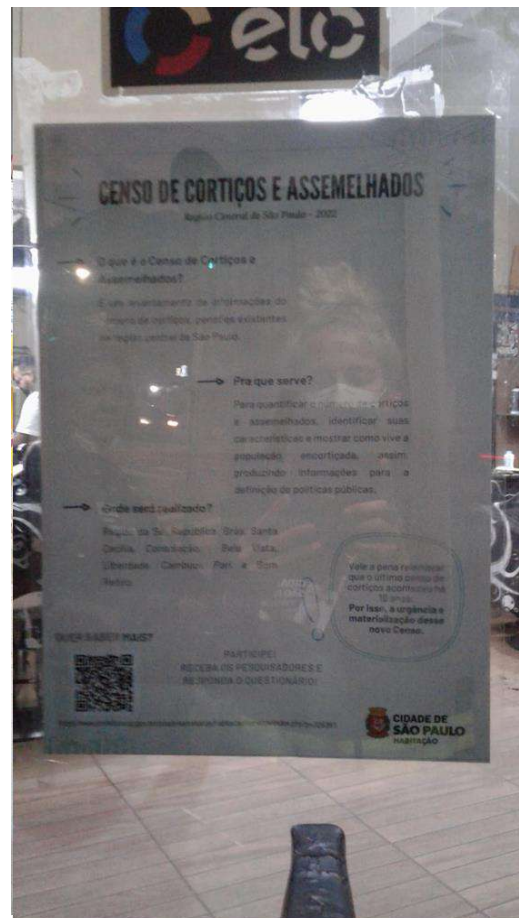 elo
CENSO DE CORTIÇOS E ASSEMELHADOS
Região Central de São Paulo - 2022
O que é o Censo de Cortiços e
Assemelhados?
É um levantamento de informações do
número de cortiços, pensões existentes
na região central de São Paulo.
Pra que serve?
Para quantificar o número de cortiços
e assemelhados, identificar suas
características e mostrar como vive a
população encortiçada, assim,
produzindo informações para a
definição de políticas públicas.
Onde será realizado?
Região da Sé, República, Brás, Santa
Cecília, Consolação, Bela Vista,
Liberdade, Cambuci, Pari e Bom
Retiro.
Vale a pena relembrar
que o último censo de
cortiços aconteceu há
10 anos.
Por isso, a urgência e
materialização desse
novo Censo.
QUER SABER MAIS?
PARTICIPE!
RECEBA OS PESQUISADORES E
RESPONDA O QUESTIONÁRIO!
CIDADE DE
SÃO PAULO
HABITAÇÃO